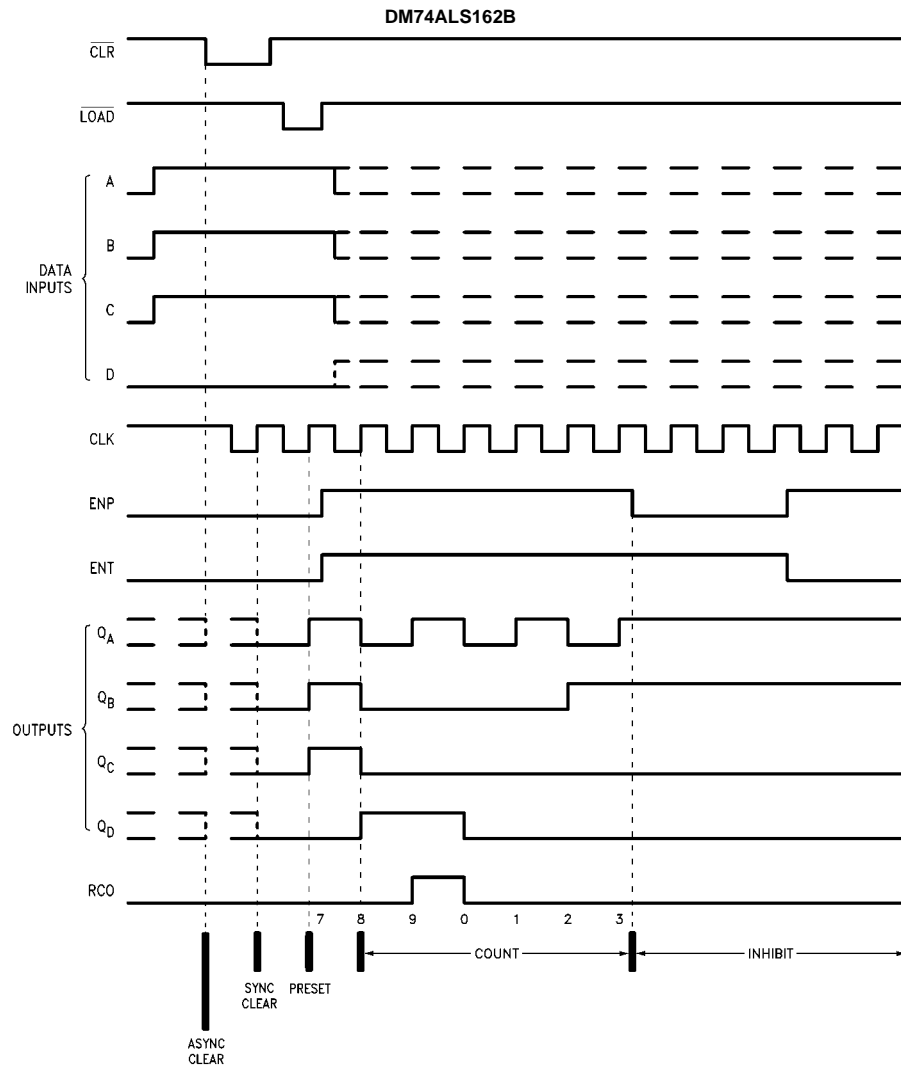 DM74ALS162B
CLR
LOAD
A
B
DATA
INPUTS
C
D
CLK
ENP
ENT
QA
QB
OUTPUTS
QC
QD
RCO
7 8 9 0 1 2 3
COUNT INHIBIT
SYNC
CLEAR
PRESET
ASYNC
CLEAR